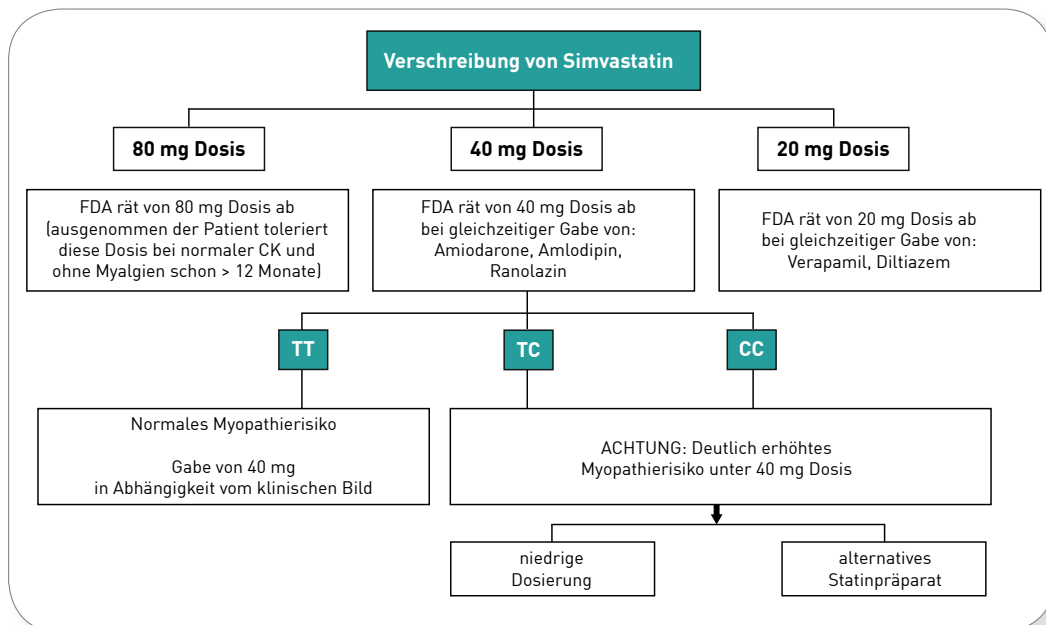 Verschreibung von Simvastatin
80 mg Dosis
40 mg Dosis
20 mg Dosis
FDA rät von 80 mg Dosis ab
(ausgenommen der Patient toleriert
diese Dosis bei normaler CK und
ohne Myalgien schon > 12 Monate)
FDA rät von 40 mg Dosis ab
bei gleichzeitiger Gabe von:
Amiodarone, Amlodipin,
Ranolazin
FDA rät von 20 mg Dosis ab
bei gleichzeitiger Gabe von:
Verapamil, Diltiazem
TT
TC
CC
Normales Myopathierisiko
Gabe von 40 mg
in Abhängigkeit vom klinischen Bild
ACHTUNG: Deutlich erhöhtes
Myopathierisiko unter 40 mg Dosis
niedrige
Dosierung
alternatives
Statinpräparat